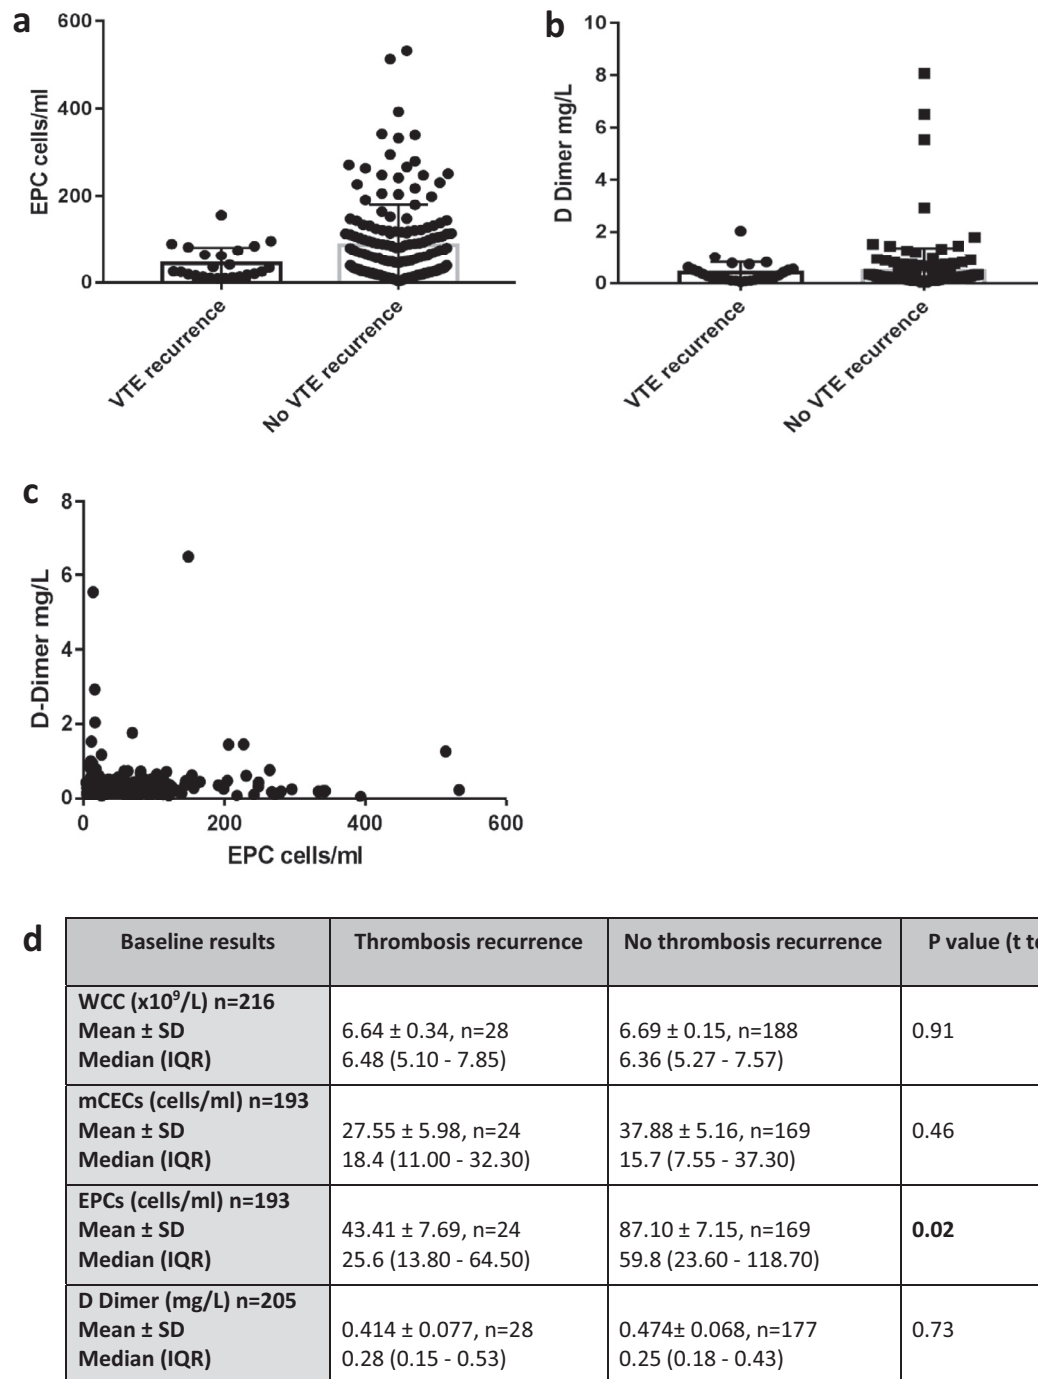 a
600
400
200
0
EPC cells/ml
VTE recurrence
No VTE recurrence
b
10
8
6
4
2
0
D Dimer mg/L
VTE recurrence
No VTE recurrence
c
8
6
4
2
0
D-Dimer mg/L
0 200 400 600
EPC cells/ml
d
Baseline results Thrombosis recurrence No thrombosis recurrence P value (t
WCC (x10⁹/L) n=216
Mean ± SD 6.64 ± 0.34, n=28 6.69 ± 0.15, n=188 0.91
Median (IQR) 6.48 (5.10 - 7.85) 6.36 (5.27 - 7.57)
mCECs (cells/ml) n=193
Mean ± SD 27.55 ± 5.98, n=24 37.88 ± 5.16, n=169 0.46
Median (IQR) 18.4 (11.00 - 32.30) 15.7 (7.55 - 37.30)
EPCs (cells/ml) n=193
Mean ± SD 43.41 ± 7.69, n=24 87.10 ± 7.15, n=169 0.02
Median (IQR) 25.6 (13.80 - 64.50) 59.8 (23.60 - 118.70)
D Dimer (mg/L) n=205
Mean ± SD 0.414 ± 0.077, n=28 0.474± 0.068, n=177 0.73
Median (IQR) 0.28 (0.15 - 0.53) 0.25 (0.18 - 0.43)